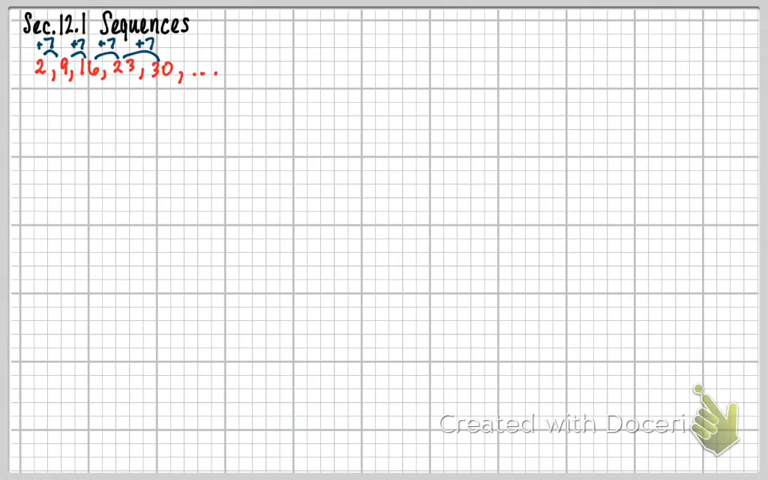 Sec. 12.1 Sequences
+7 +7 +7 +7
2, 9, 16, 23, 30, ...
Created with Doceri